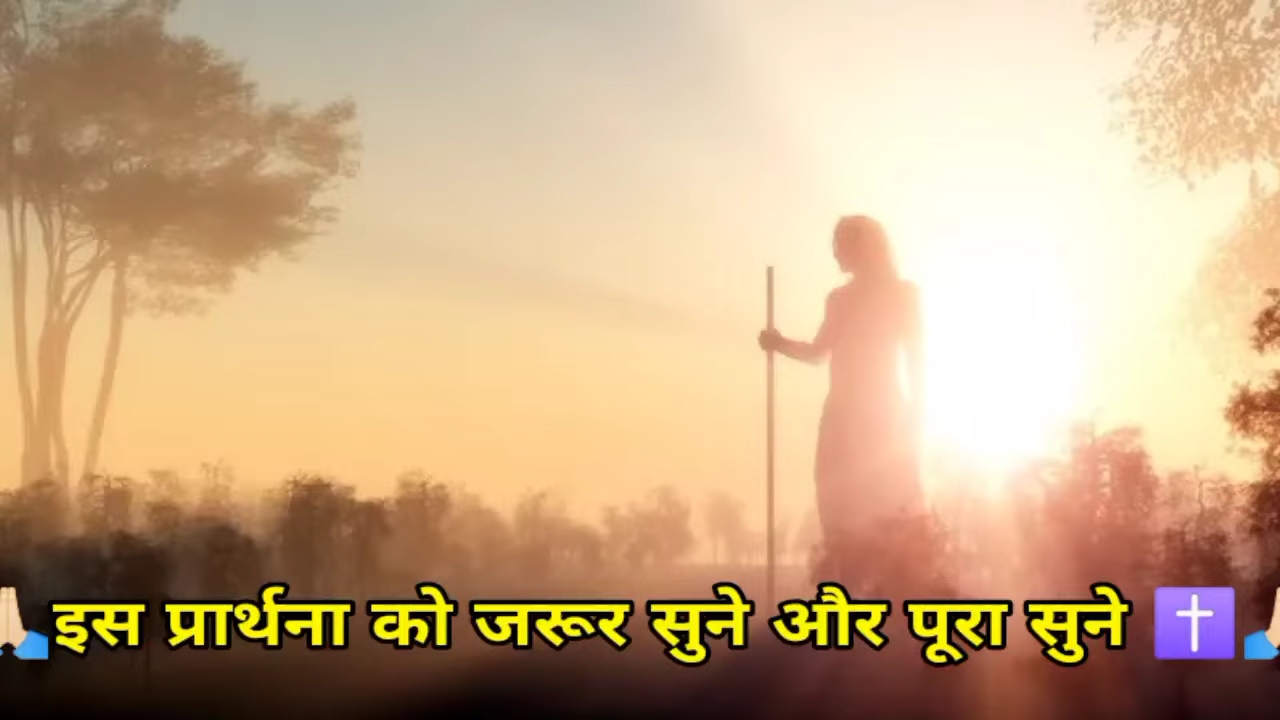 इस प्रार्थना को जरूर सुने और पूरा सुने